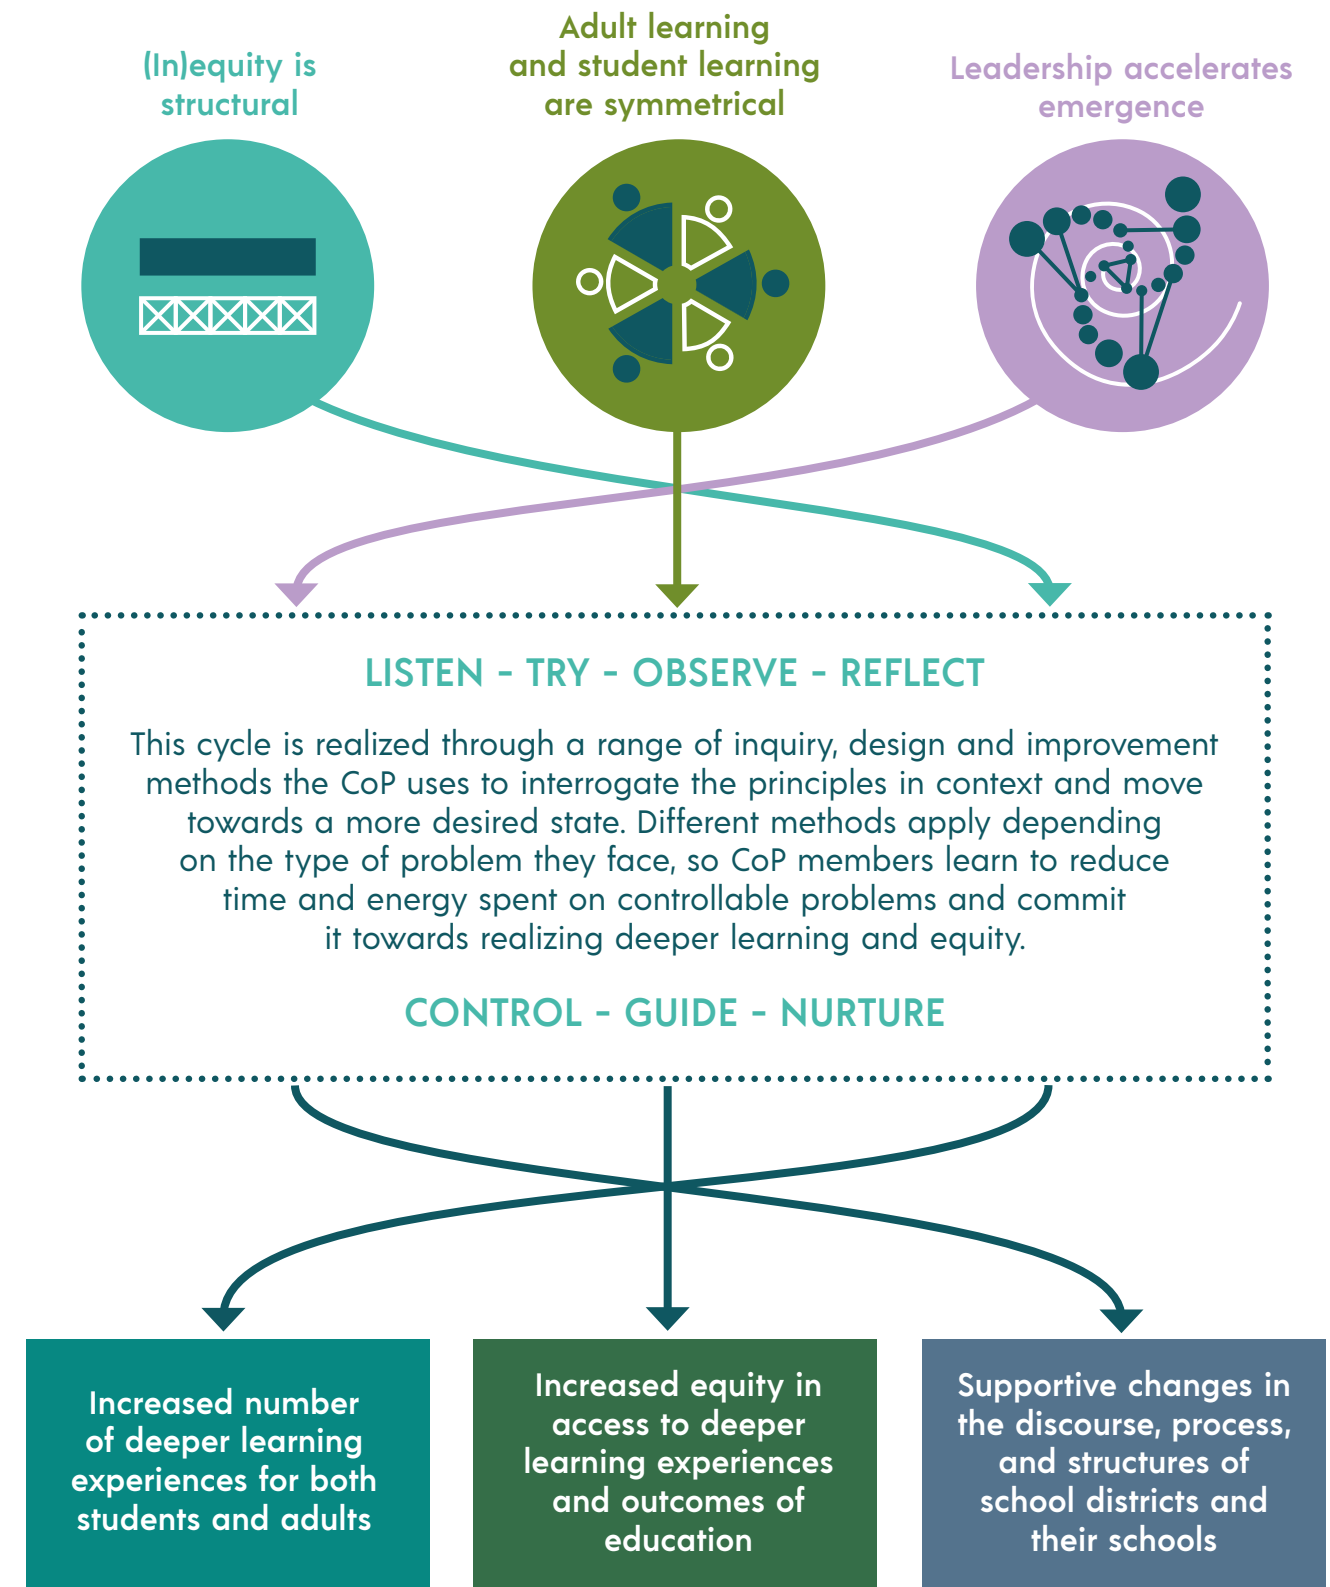 (In)equity is
structural
Adult learning
and student learning
are symmetrical
Leadership accelerates
emergence
LISTEN - TRY - OBSERVE - REFLECT
This cycle is realized through a range of inquiry, design and improvement
methods the CoP uses to interrogate the principles in context and move
towards a more desired state. Different methods apply depending
on the type of problem they face, so CoP members learn to reduce
time and energy spent on controllable problems and commit
it towards realizing deeper learning and equity.
CONTROL - GUIDE - NURTURE
Increased number
of deeper learning
experiences for both
students and adults
Increased equity in
access to deeper
learning experiences
and outcomes of
education
Supportive changes in
the discourse, process,
and structures of
school districts and
their schools